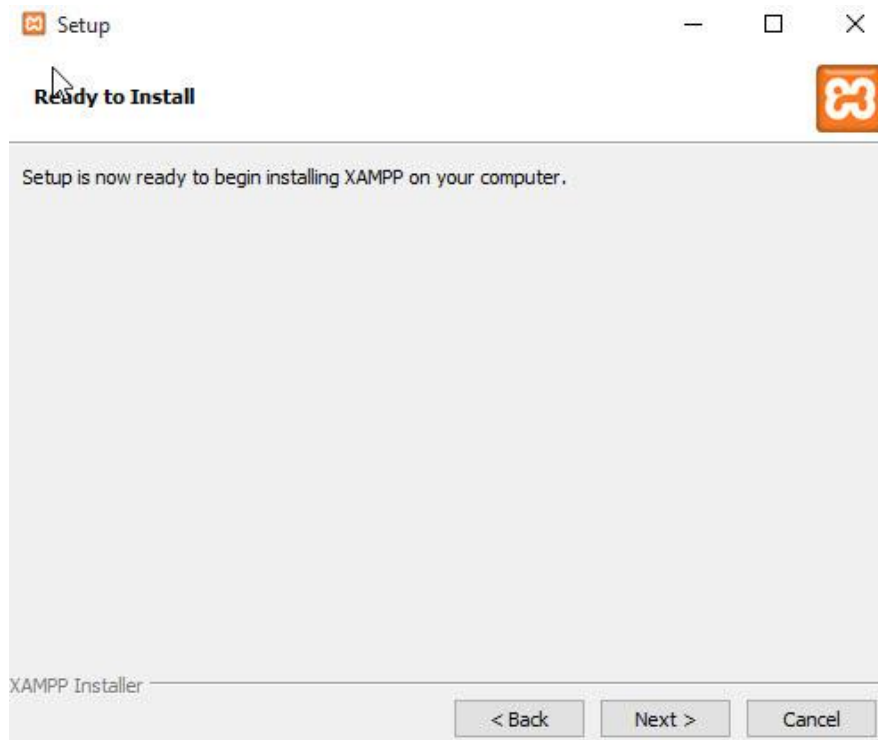 Setup
Ready to Install
Setup is now ready to begin installing XAMPP on your computer.
XAMPP Installer
< Back Next > Cancel